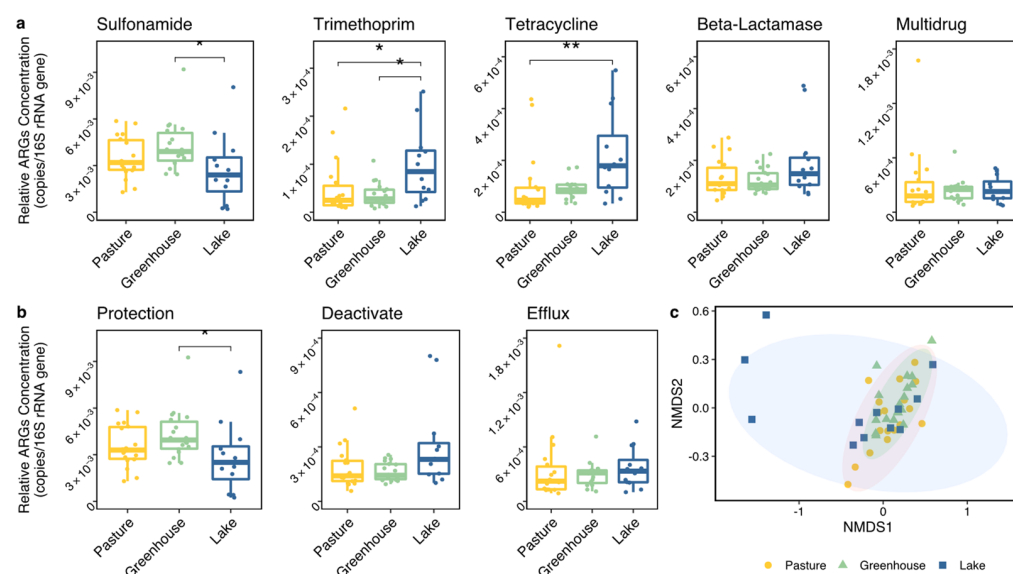 a
Sulfonamide
Trimethoprim
Tetracycline
Beta-Lactamase
Multidrug
Relative ARGs Concentration
(copies/16S rRNA gene)
9 × 10⁻³
6 × 10⁻³
3 × 10⁻³
0
*
Pasture
Greenhouse
Lake
3 × 10⁻⁴
2 × 10⁻⁴
1 × 10⁻⁴
0
*
*
Pasture
Greenhouse
Lake
6 × 10⁻⁴
4 × 10⁻⁴
2 × 10⁻⁴
0
**
Pasture
Greenhouse
Lake
6 × 10⁻⁴
4 × 10⁻⁴
2 × 10⁻⁴
0
Pasture
Greenhouse
Lake
1.8 × 10⁻³
1.2 × 10⁻³
6 × 10⁻⁴
0
Pasture
Greenhouse
Lake
b
Protection
Deactivate
Efflux
Relative ARGs Concentration
(copies/16S rRNA gene)
9 × 10⁻³
6 × 10⁻³
3 × 10⁻³
0
*
Pasture
Greenhouse
Lake
9 × 10⁻⁴
6 × 10⁻⁴
3 × 10⁻⁴
0
Pasture
Greenhouse
Lake
1.8 × 10⁻³
1.2 × 10⁻³
6 × 10⁻⁴
0
Pasture
Greenhouse
Lake
c
NMDS2
0.6
0.3
0.0
-0.3
-1
0
1
NMDS1
Pasture
Greenhouse
Lake